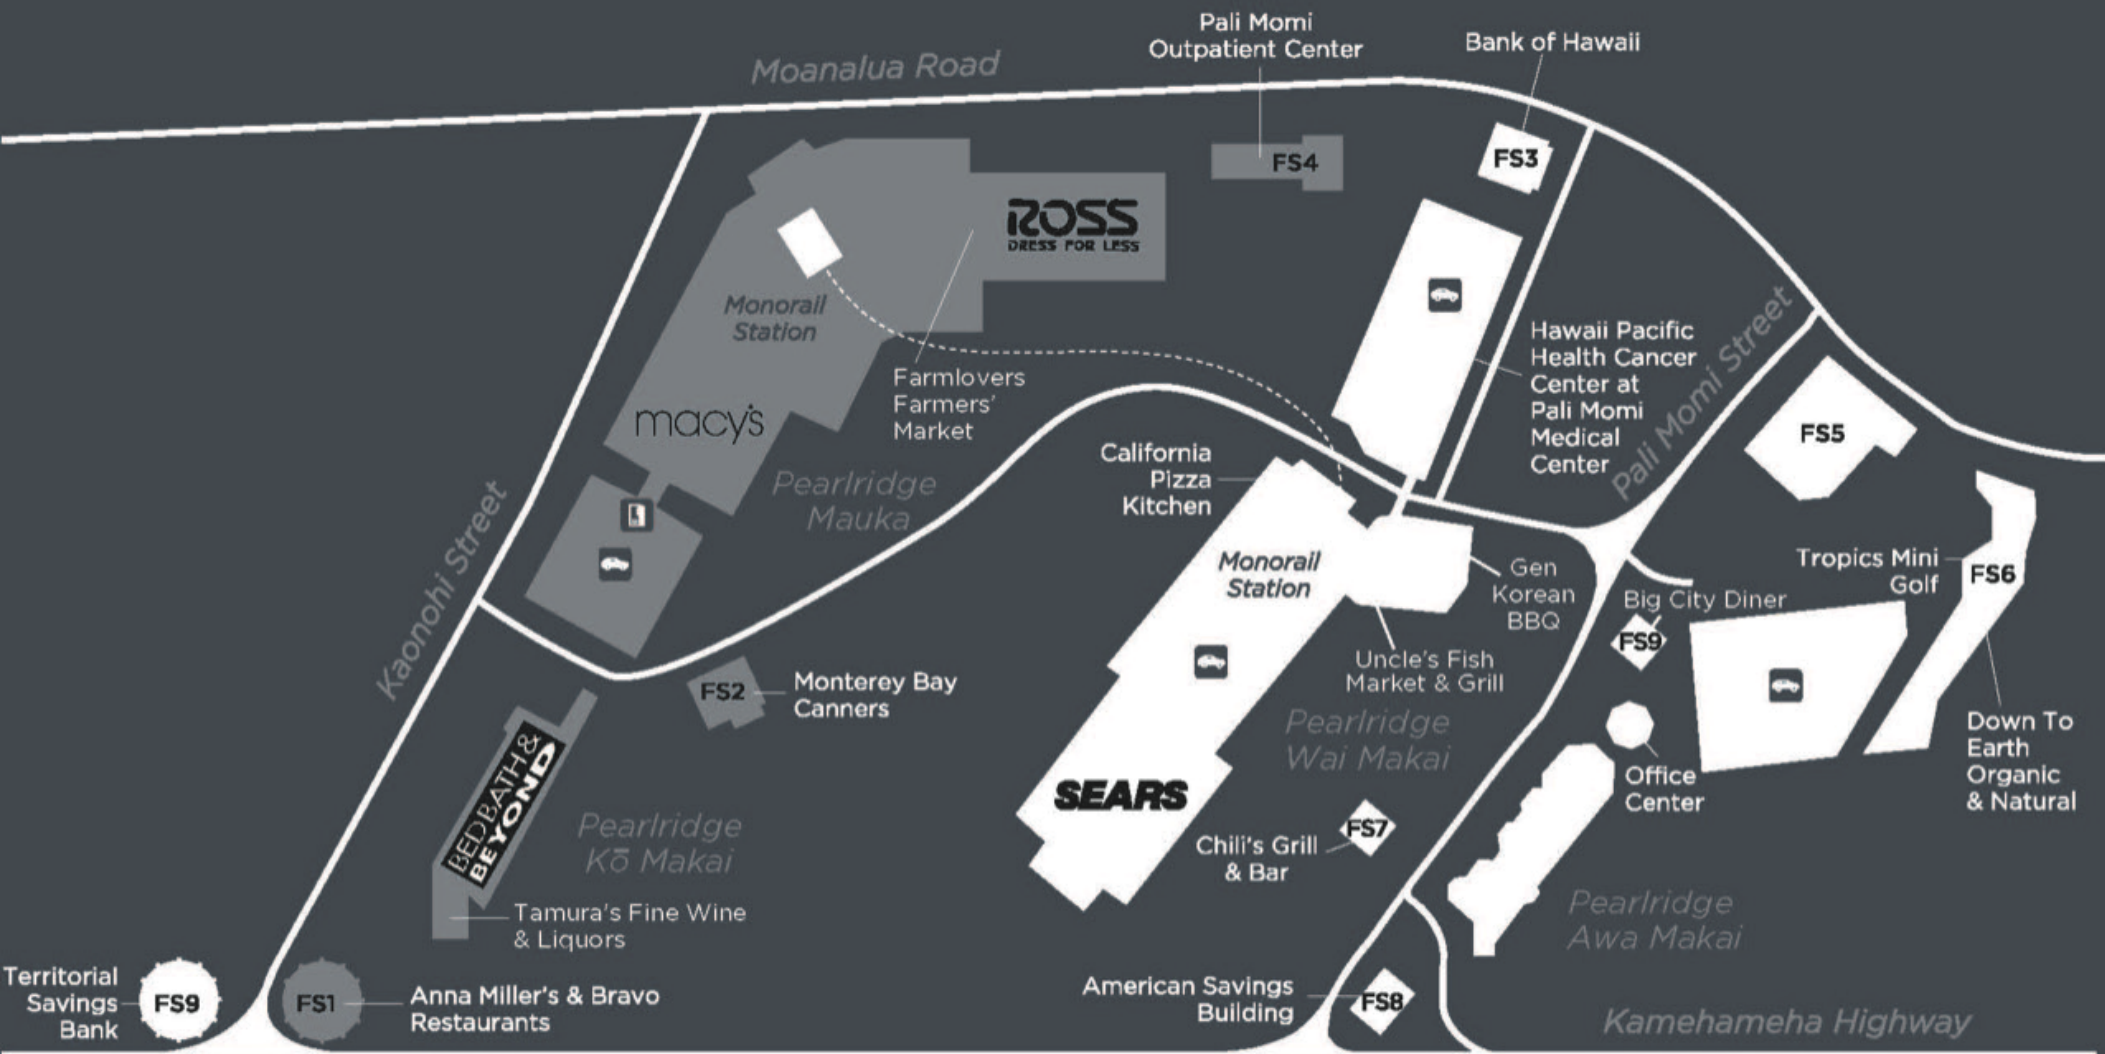 Pali Momi
Outpatient Center
Bank of Hawaii
Moanalua Road
FS4
FS3
ROSS
DRESS FOR LESS
Monorail
Station
Farmlovers
Farmers'
Market
macy's
Hawaii Pacific
Health Cancer
Center at
Pali Momi
Medical
Center
Pali Momi Street
FS5
California
Pizza
Kitchen
Pearlridge
Mauka
Kaonohi Street
Monorail
Station
Gen
Korean
BBQ
Tropics Mini
Golf
FS6
Big City Diner
FS9
Uncle's Fish
Market & Grill
FS2
Monterey Bay
Canners
Pearlridge
Wai Makai
Down To
Earth
Organic
& Natural
BED BATH &
BEYOND
SEARS
Office
Center
Pearlridge
Kō Makai
FS7
Chili's Grill
& Bar
Tamura's Fine Wine
& Liquors
Pearlridge
Awa Makai
Territorial
Savings
Bank
FS9
FS1
Anna Miller's & Bravo
Restaurants
American Savings
Building
FS8
Kamehameha Highway